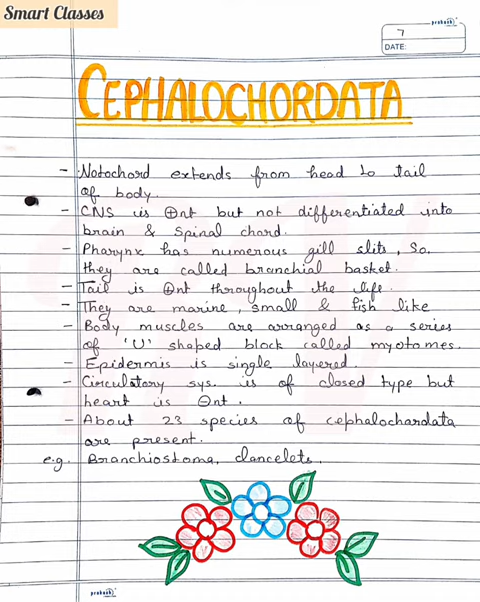 Smart Classes
prakash
7
DATE:
CEPHALOCHORDATA
- Notochord extends from head to tail
of body.
- CNS is ⊕nt but not differentiated into
brain & spinal chord.
- Pharynx has numerous gill slits, So,
they are called branchial basket.
- Tail is ⊕nt throughout the life.
- They are marine, small & fish like
- Body muscles are arranged as a series
of 'U' shaped block called myotomes.
- Epidermis is single layered.
- Circulatory sys. is of closed type but
heart is ⊖nt.
- About 23 species of cephalochardata
are present.
e.g. Branchiostoma, clancelets.
prakash